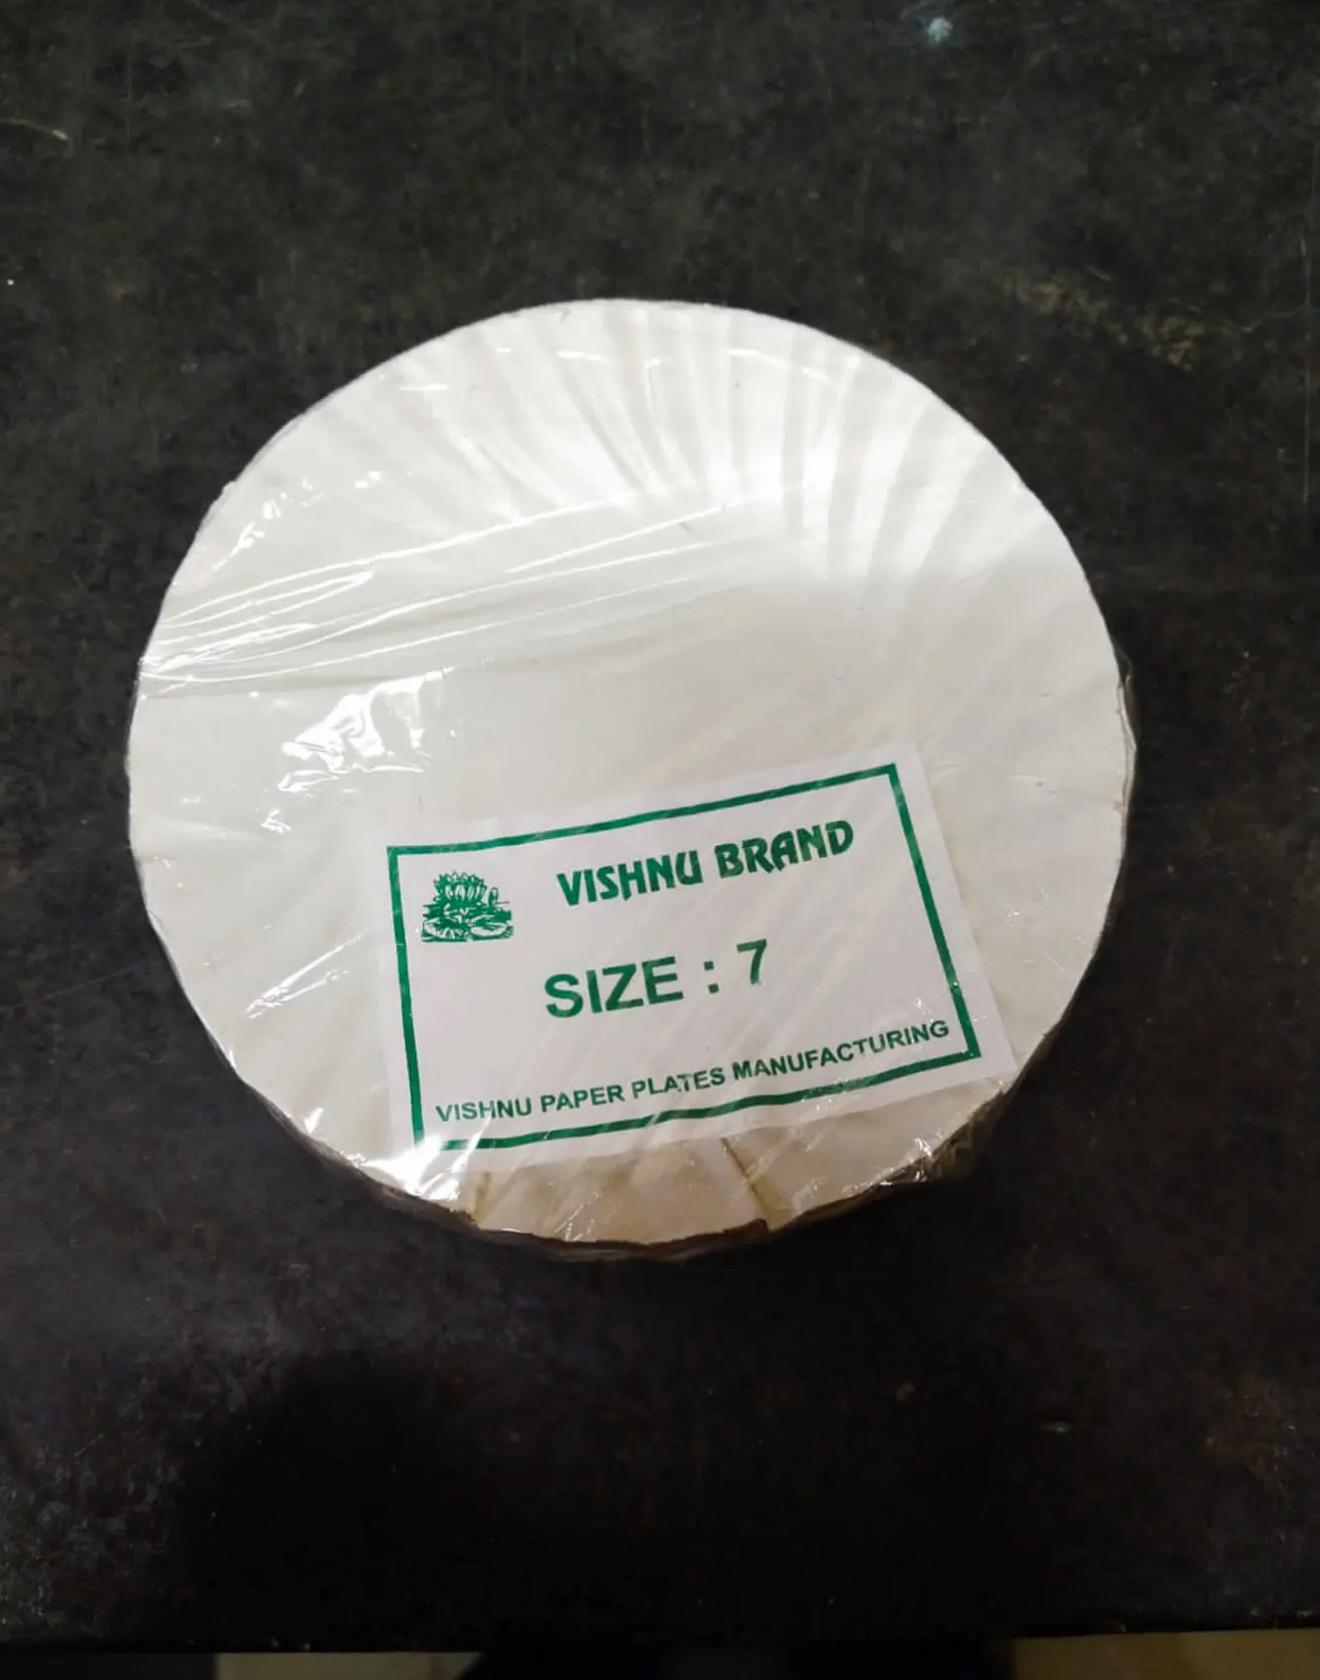 VISHNU BRAND
SIZE : 7
VISHNU PAPER PLATES MANUFACTURING